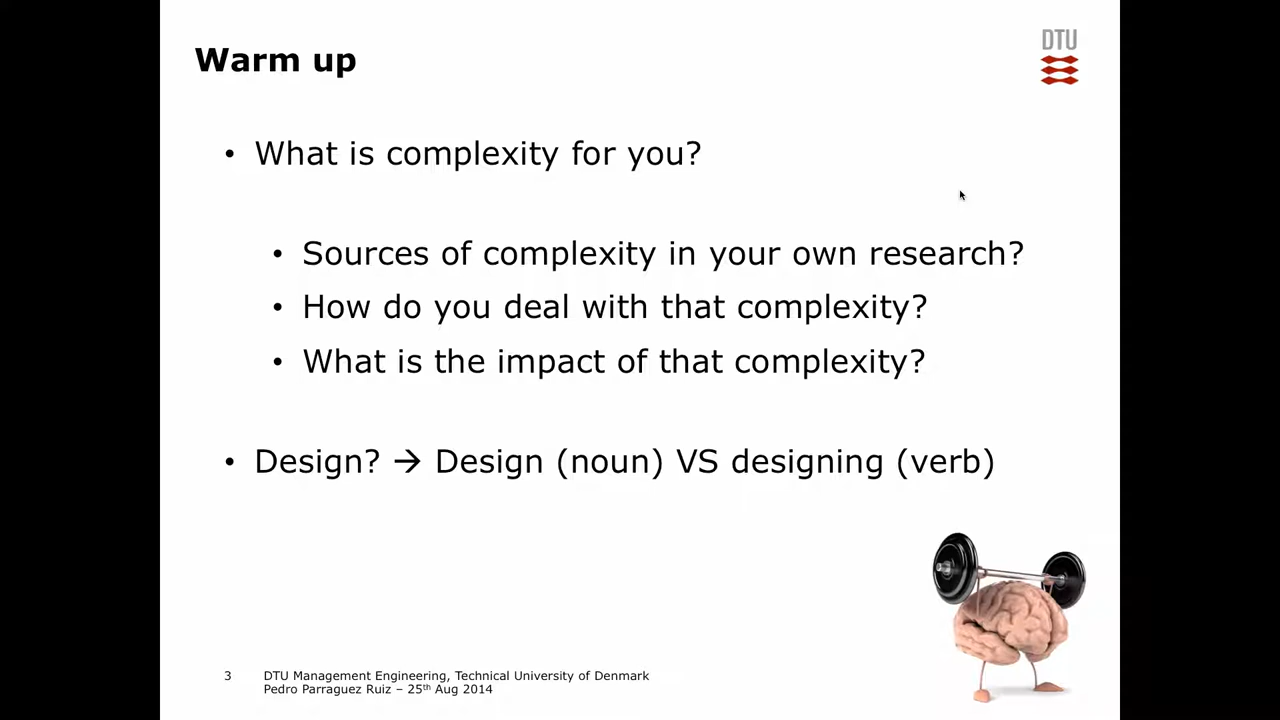 Warm up
DTU
• What is complexity for you?
• Sources of complexity in your own research?
• How do you deal with that complexity?
• What is the impact of that complexity?
• Design? → Design (noun) VS designing (verb)
3 DTU Management Engineering, Technical University of Denmark
Pedro Parraguez Ruiz – 25th Aug 2014